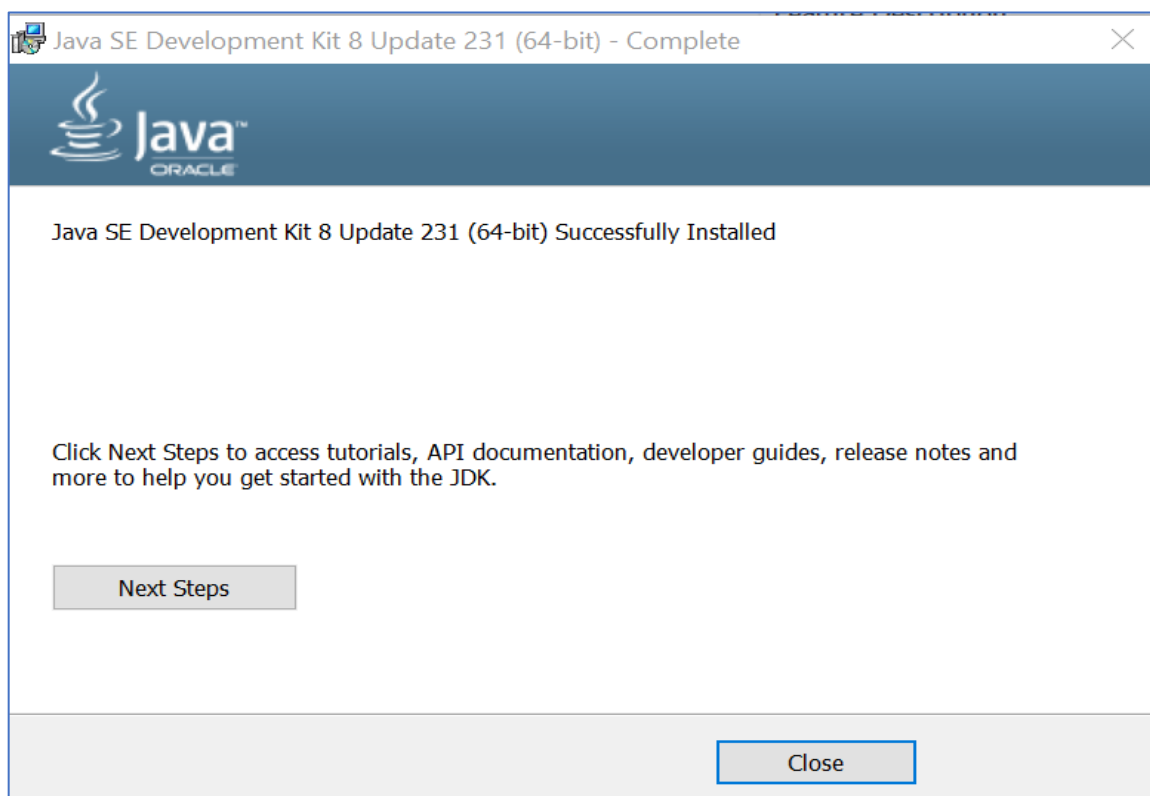 Java SE Development Kit 8 Update 231 (64-bit) - Complete
Java™
ORACLE
Java SE Development Kit 8 Update 231 (64-bit) Successfully Installed
Click Next Steps to access tutorials, API documentation, developer guides, release notes and
more to help you get started with the JDK.
Next Steps
Close